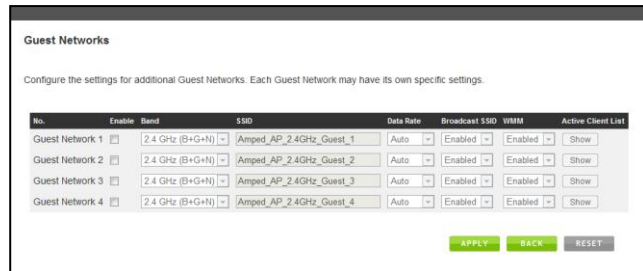 Guest Networks
Configure the settings for additional Guest Networks. Each Guest Network may have its own specific settings.
No. Enable Band SSID Data Rate Broadcast SSID WMM Active Client List
Guest Network 1 2.4 GHz (B+G+N) Amped_AP_2.4GHz_Guest_1 Auto Enabled Enabled Show
Guest Network 2 2.4 GHz (B+G+N) Amped_AP_2.4GHz_Guest_2 Auto Enabled Enabled Show
Guest Network 3 2.4 GHz (B+G+N) Amped_AP_2.4GHz_Guest_3 Auto Enabled Enabled Show
Guest Network 4 2.4 GHz (B+G+N) Amped_AP_2.4GHz_Guest_4 Auto Enabled Enabled Show
APPLY BACK RESET